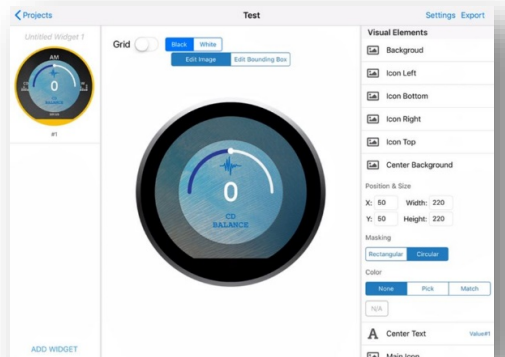 Projects
Test
Settings Export
Untitled Widget 1
AM
0
BALANCE
#1
ADD WIDGET
Grid
Black White
Edit Image Edit Bounding Box
0
CD
BALANCE
Visual Elements
Backgroud
Icon Left
Icon Bottom
Icon Right
Icon Top
Center Background
Position & Size
X: 50 Width: 220
Y: 50 Height: 220
Masking
Rectangular Circular
Color
None Pick Match
N/A
A Center Text Value#1
Main Icon